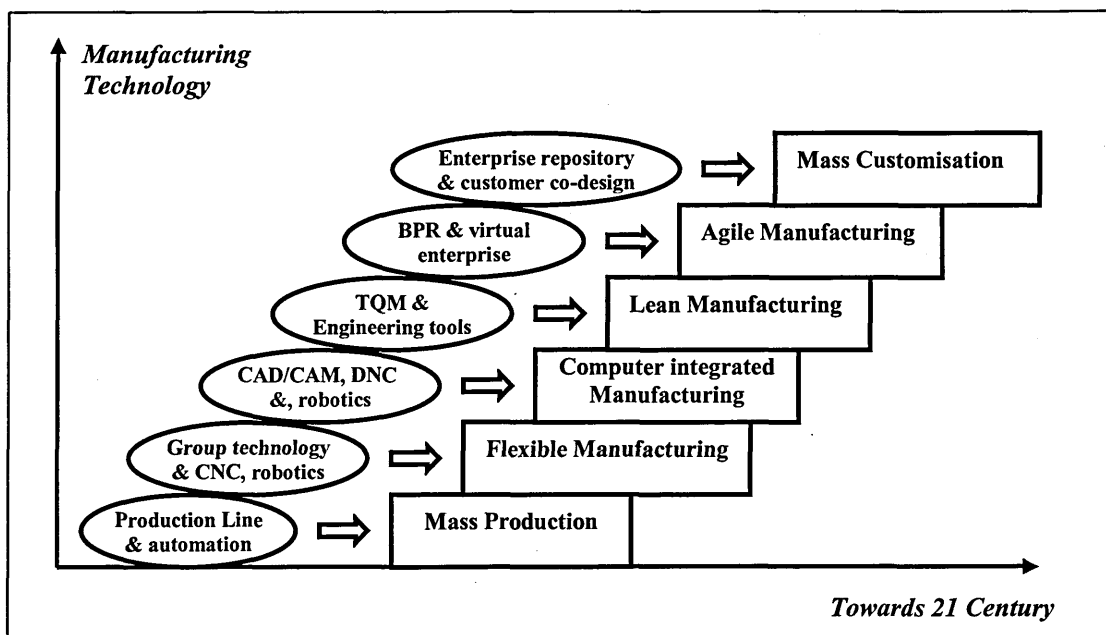 Manufacturing
Technology
Enterprise repository
& customer co-design
Mass Customisation
BPR & virtual
enterprise
Agile Manufacturing
TQM &
Engineering tools
Lean Manufacturing
CAD/CAM, DNC
&, robotics
Computer integrated
Manufacturing
Group technology
& CNC, robotics
Flexible Manufacturing
Production Line
& automation
Mass Production
Towards 21 Century